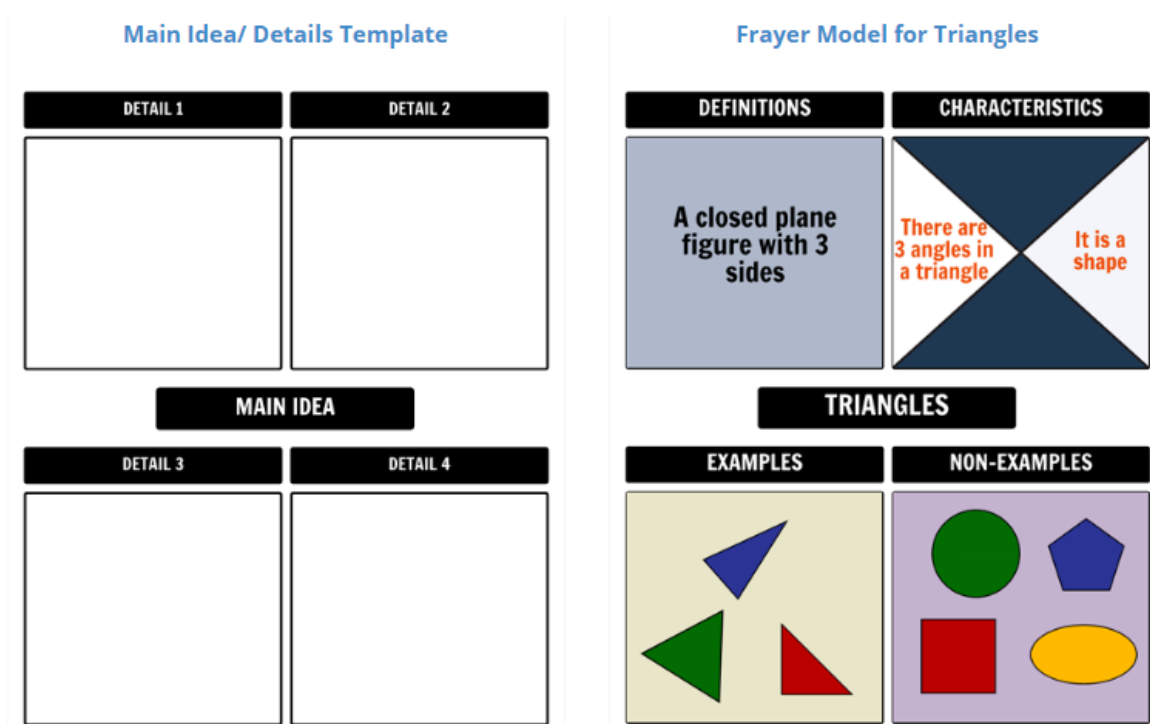 Main Idea/ Details Template
DETAIL 1
DETAIL 2
MAIN IDEA
DETAIL 3
DETAIL 4
Frayer Model for Triangles
DEFINITIONS
CHARACTERISTICS
A closed plane
figure with 3
sides
There are
3 angles in
a triangle
It is a
shape
TRIANGLES
EXAMPLES
NON-EXAMPLES